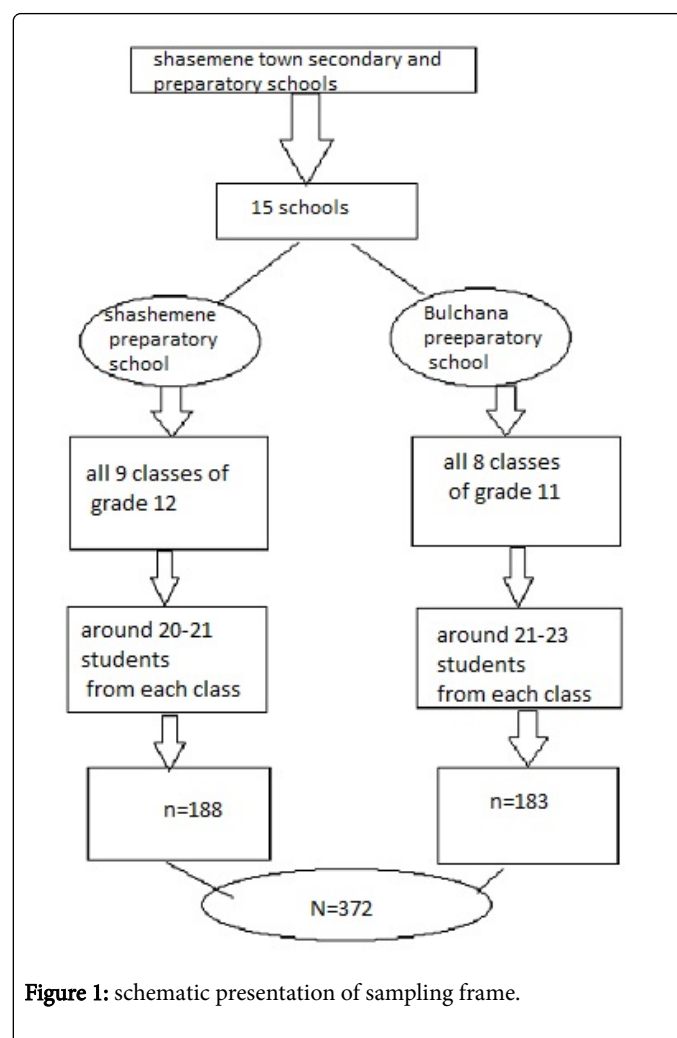 shasemene town secondary and
preparatory schools
15 schools
shashemene
preparatory
school
Bulchana
preeparatory
school
all 9 classes of
grade 12
all 8 classes
of grade 11
around 20-21
students
from each class
around 21-23
students
from each class
n=188
n=183
N=372
Figure 1: schematic presentation of sampling frame.